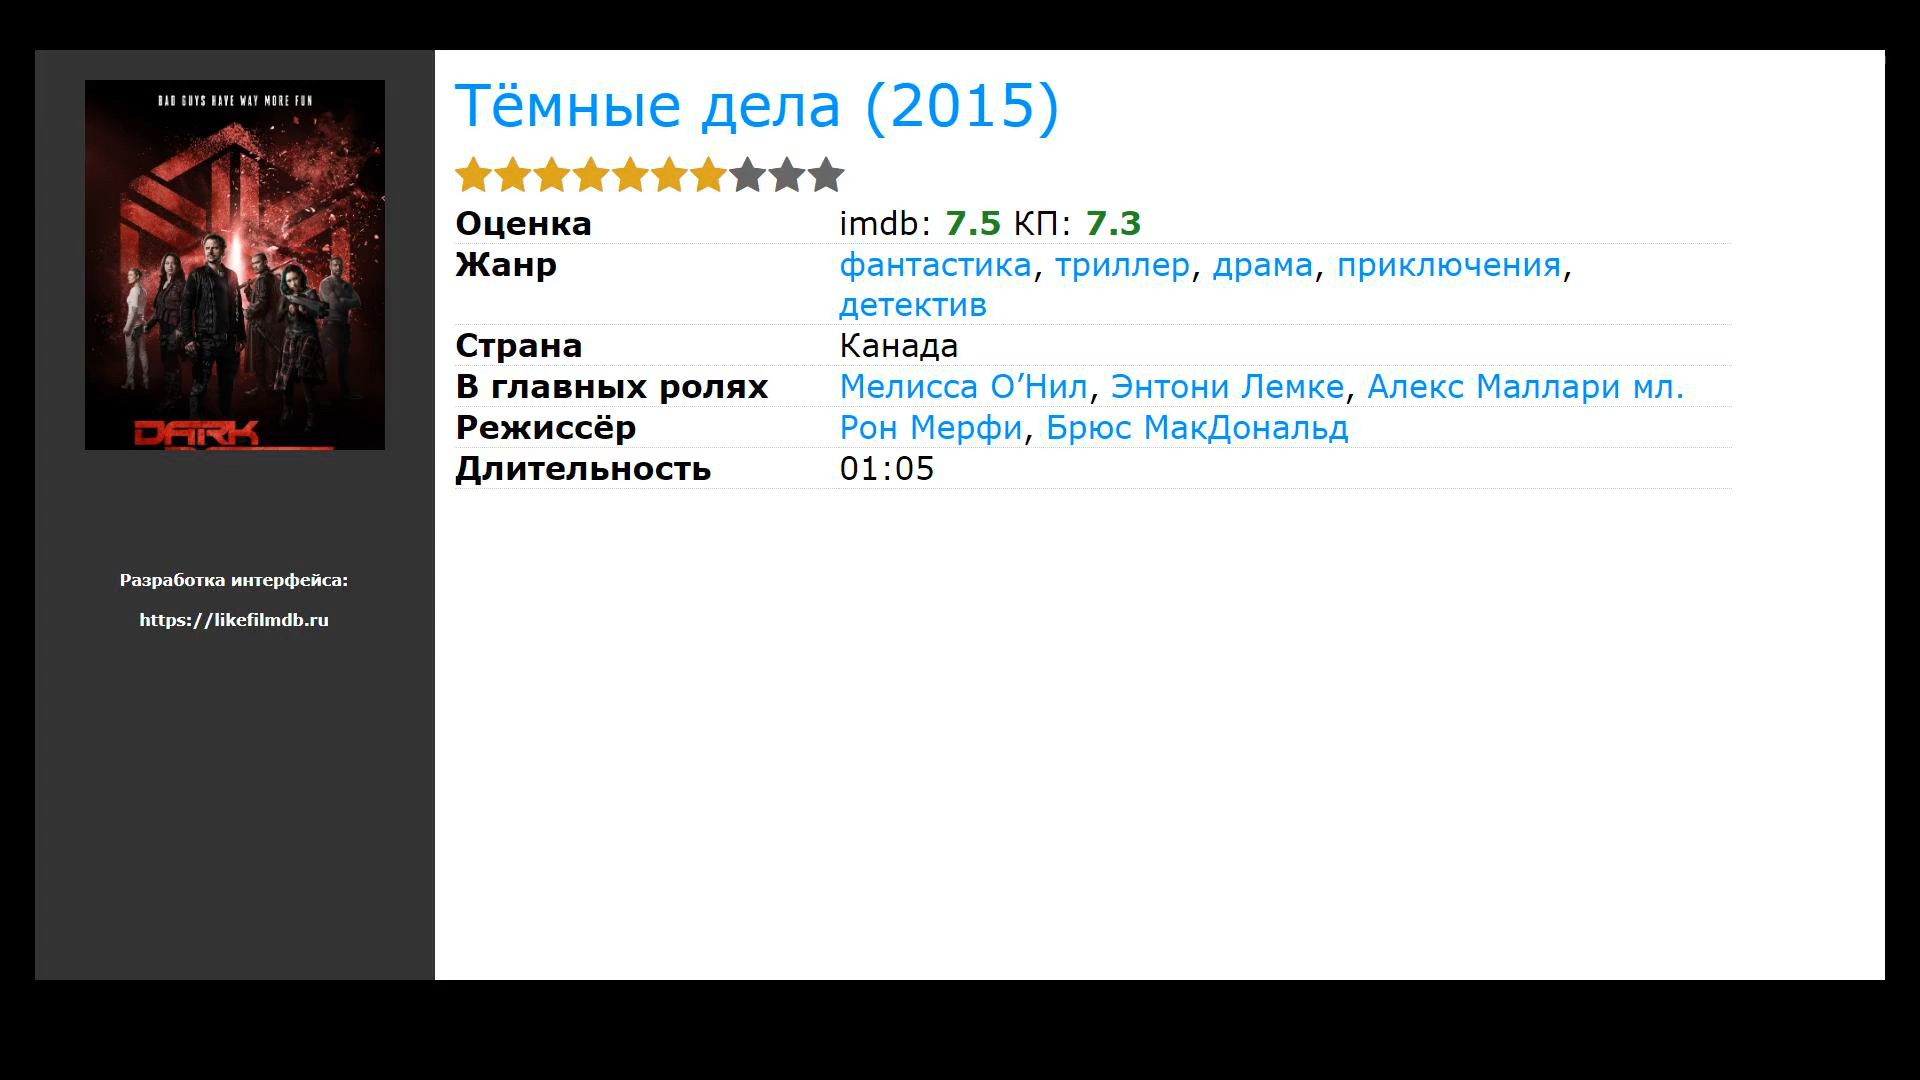 BAD GUYS HAVE WAY MORE FUN
DARK
Разработка интерфейса:
https://likefilmdb.ru
Тёмные дела (2015)
Оценка imdb: 7.5 КП: 7.3
Жанр фантастика, триллер, драма, приключения,
детектив
Страна Канада
В главных ролях Мелисса О’Нил, Энтони Лемке, Алекс Маллари мл.
Режиссёр Рон Мерфи, Брюс МакДональд
Длительность 01:05